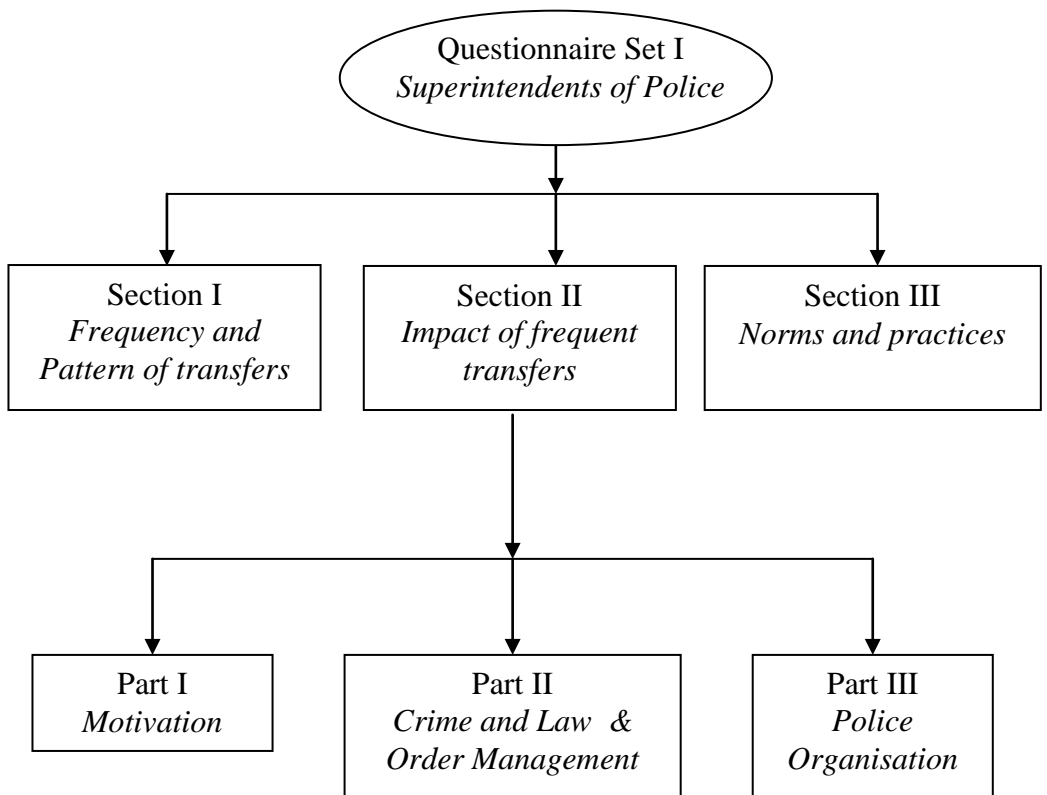 Questionnaire Set I
Superintendents of Police
Section I
Frequency and
Pattern of transfers
Section II
Impact of frequent
transfers
Section III
Norms and practices
Part I
Motivation
Part II
Crime and Law & 
Order Management
Part III
Police
Organisation